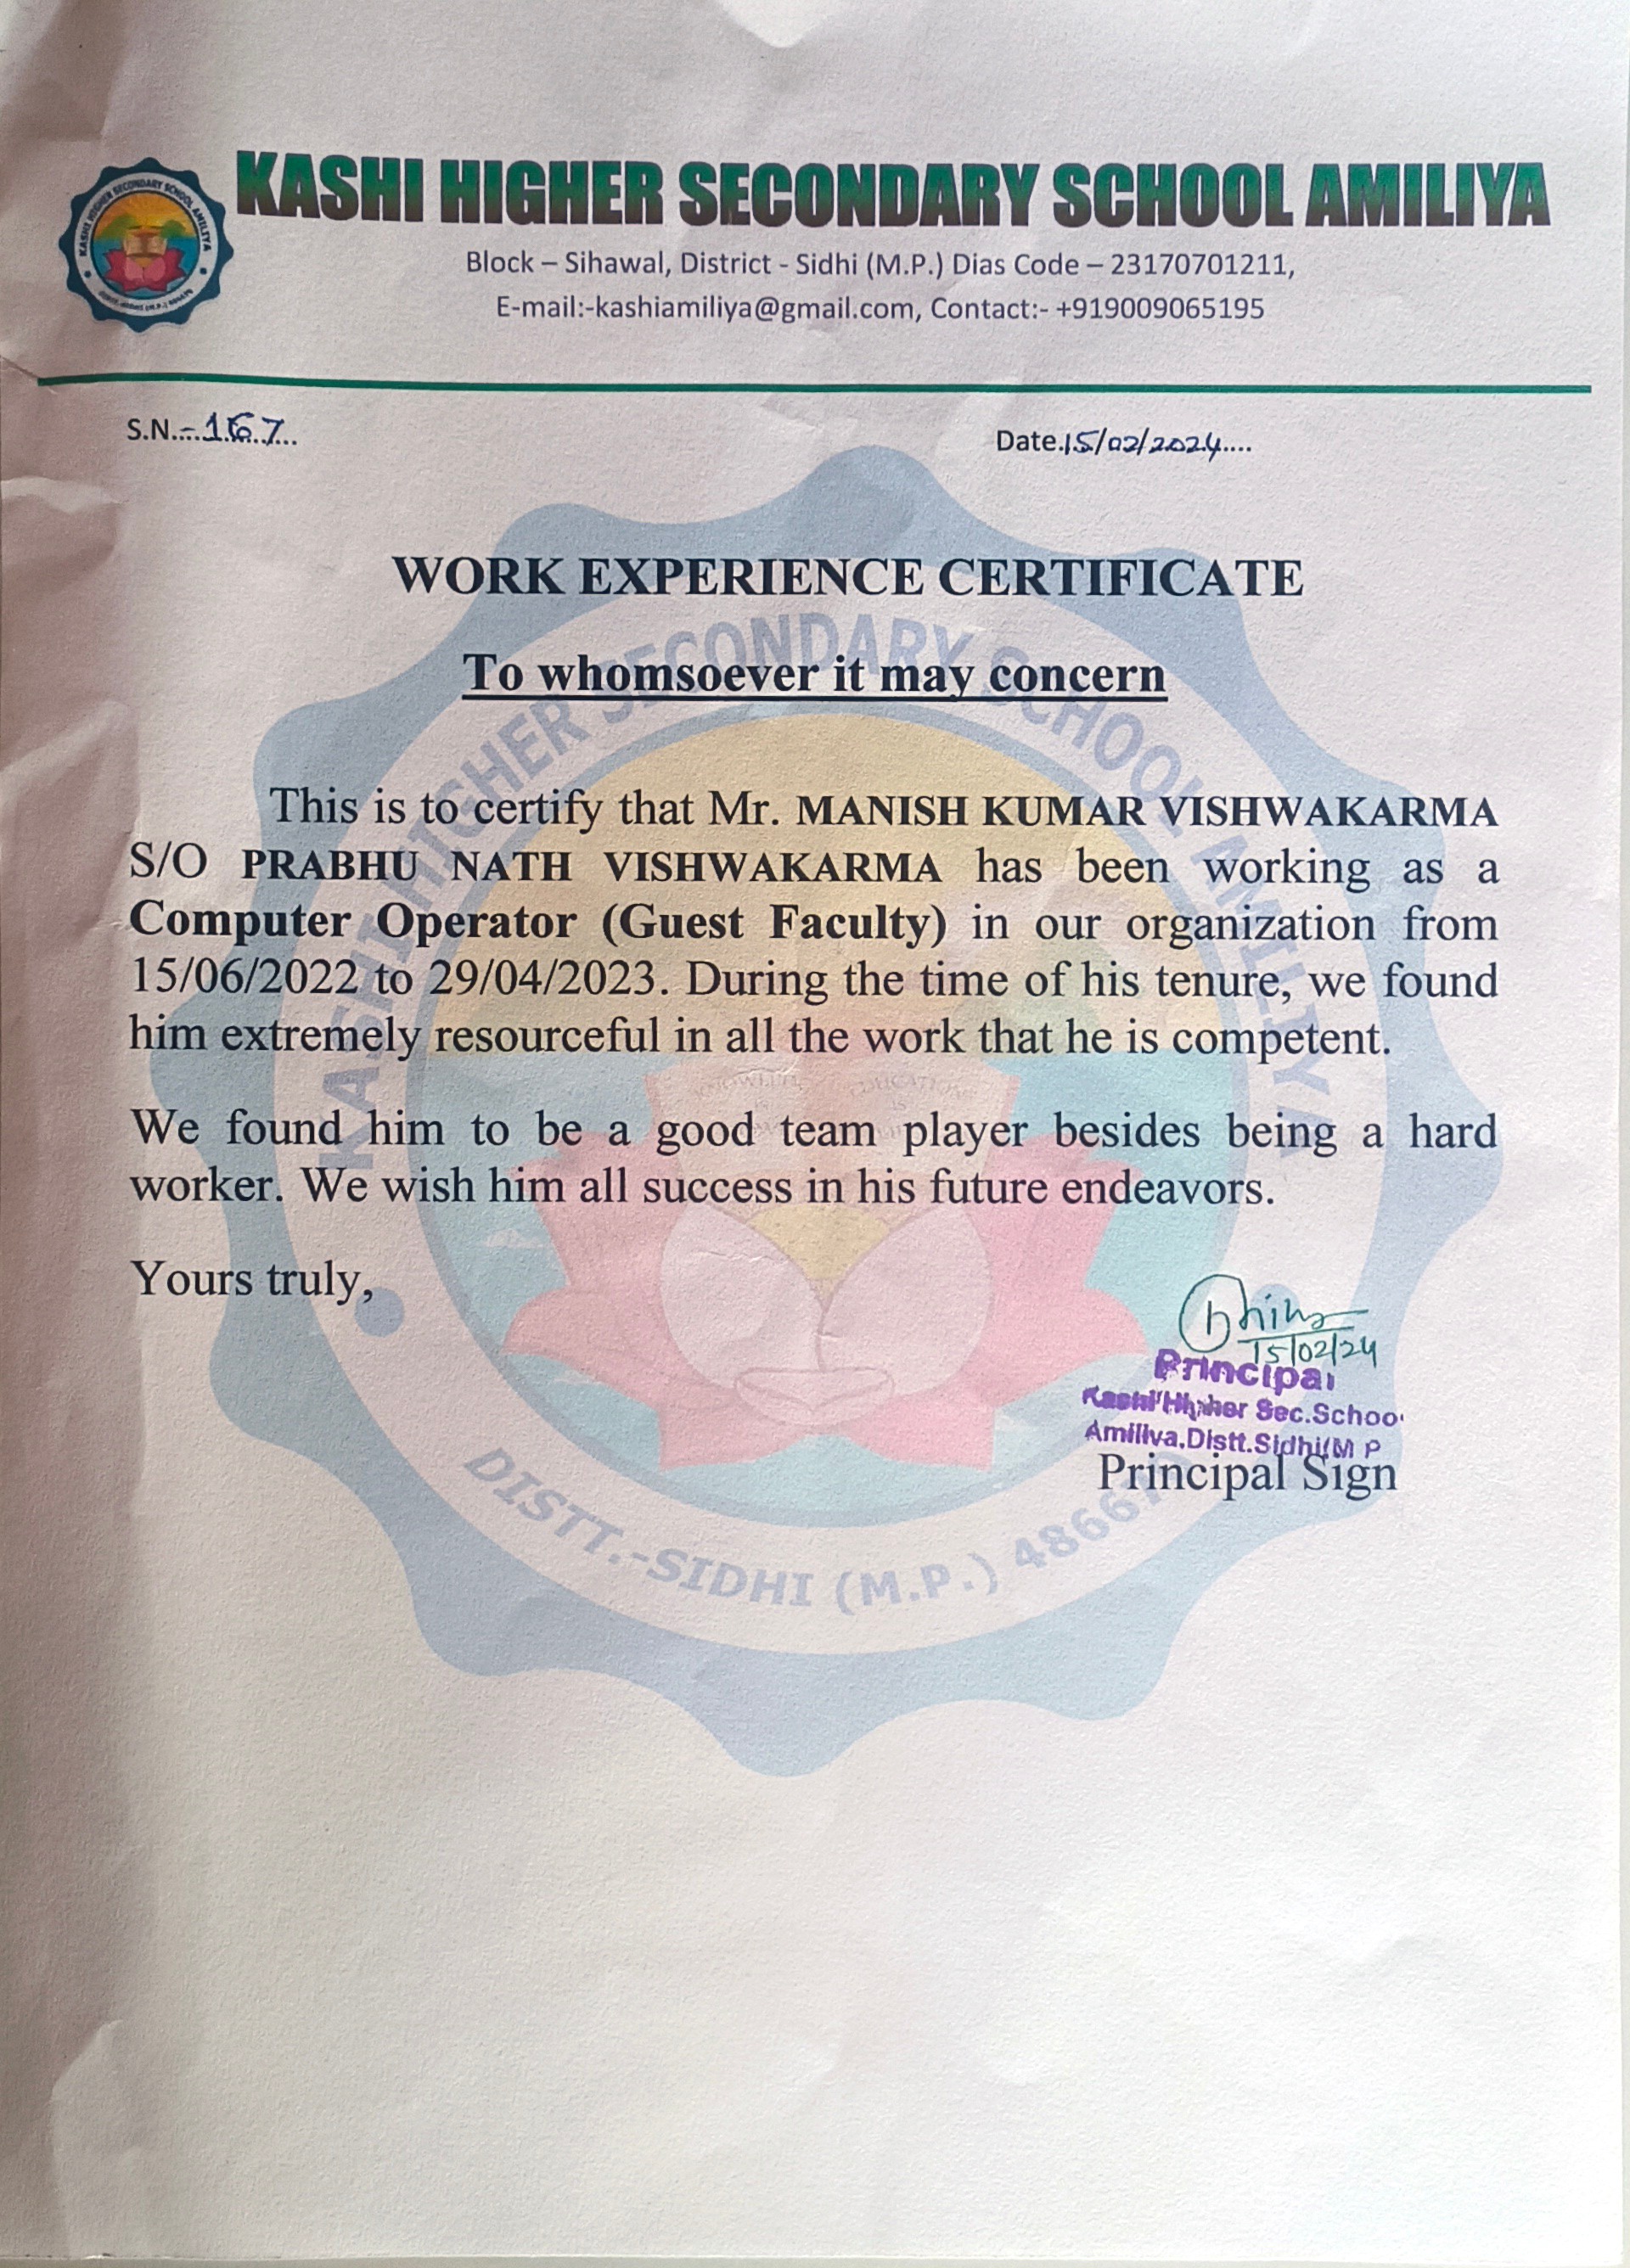 KASHI HIGHER SECONDARY SCHOOL AMILIYA
KASHI HIGHER SECONDARY SCHOOL AMILIYA
Block – Sihawal, District - Sidhi (M.P.) Dias Code – 23170701211,
E-mail:-kashiamiliya@gmail.com, Contact:- +919009065195
S.N....-167...
Date.15/02/2024....
WORK EXPERIENCE CERTIFICATE
To whomsoever it may concern
This is to certify that Mr. MANISH KUMAR VISHWAKARMA
S/O PRABHU NATH VISHWAKARMA has been working as a
Computer Operator (Guest Faculty) in our organization from
15/06/2022 to 29/04/2023. During the time of his tenure, we found
him extremely resourceful in all the work that he is competent.
We found him to be a good team player besides being a hard
worker. We wish him all success in his future endeavors.
Yours truly,
15/02/24
Principal
Kashi Higher Sec.School
Amiliya,Distt.Sidhi(M P
Principal Sign
KASHI HIGHER SECONDARY SCHOOL AMILIYA
DISTT.-SIDHI (M.P.)